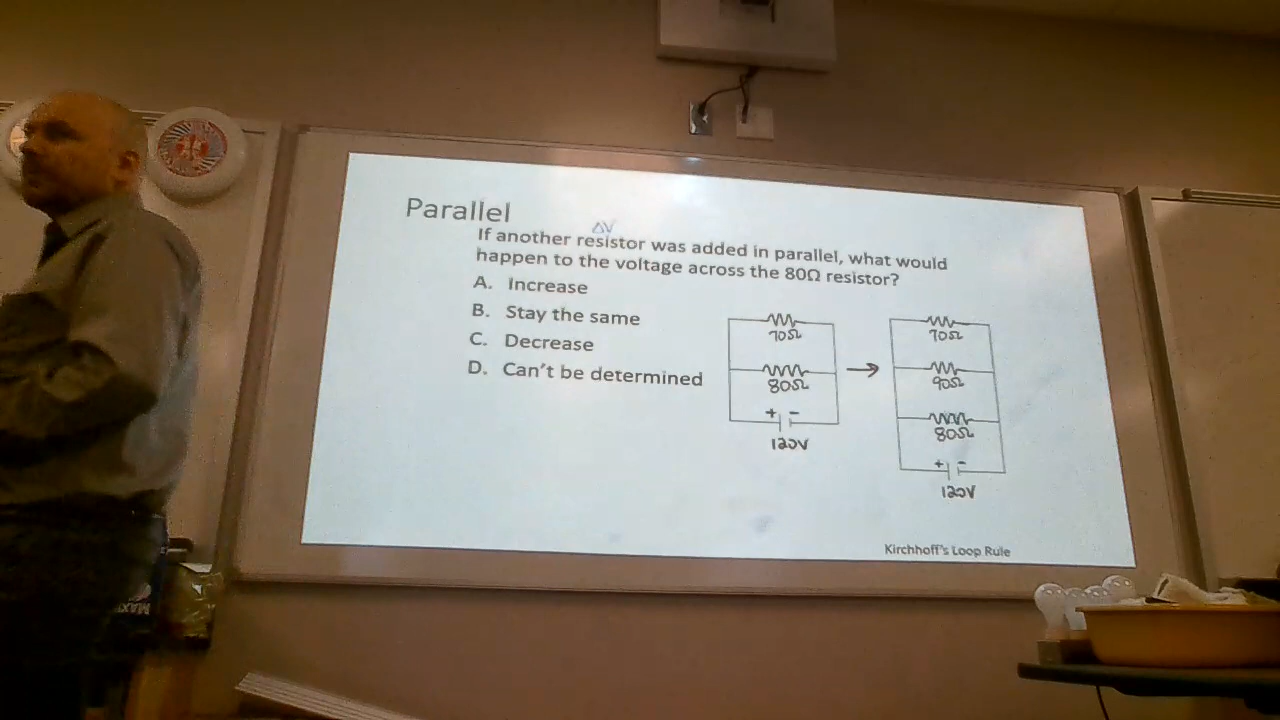 Parallel
ΔV
If another resistor was added in parallel, what would
happen to the voltage across the 80Ω resistor?
A. Increase
B. Stay the same
C. Decrease
D. Can't be determined
70Ω
80Ω
+ -
120V
70Ω
90Ω
80Ω
+ -
120V
Kirchhoff's Loop Rule